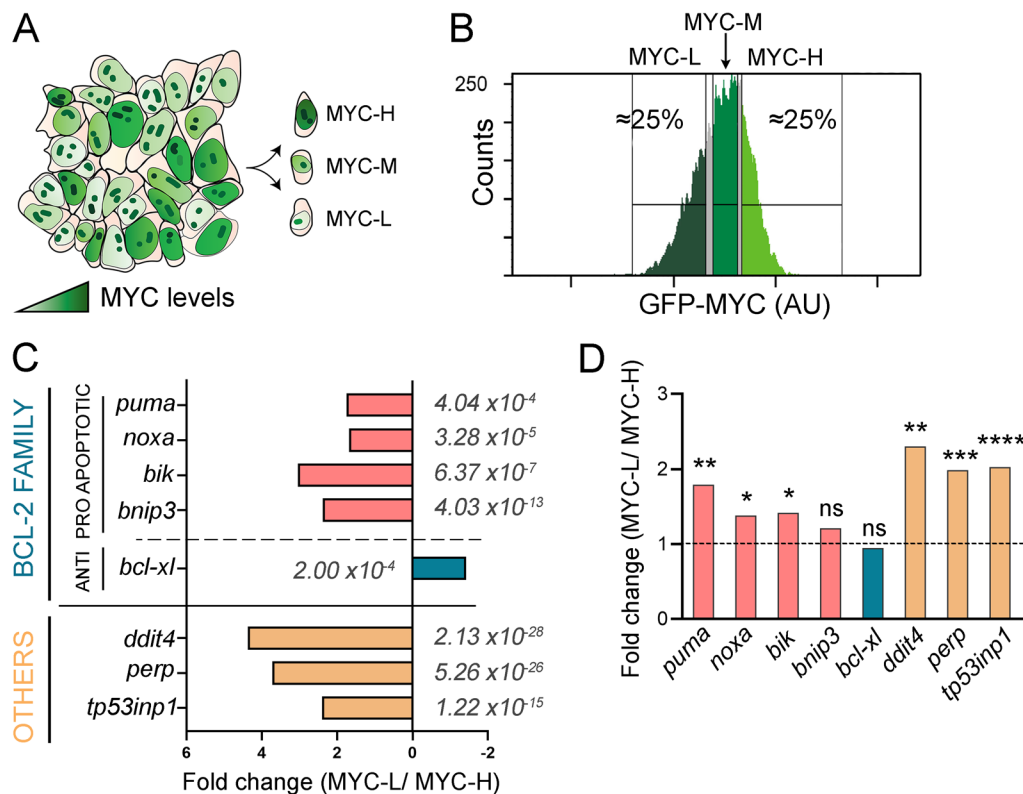 A
MYC-H
MYC-M
MYC-L
MYC levels
B
MYC-M
MYC-L
MYC-H
250
≈25%
≈25%
0
Counts
GFP-MYC (AU)
C
BCL-2 FAMILY
PRO APOPTOTIC
puma
4.04 x10-4
noxa
3.28 x10-5
bik
6.37 x10-7
bnip3
4.03 x10-13
ANTI
bcl-xl
2.00 x10-4
OTHERS
ddit4
2.13 x10-28
perp
5.26 x10-26
tp53inp1
1.22 x10-15
6 4 2 0 -2
Fold change (MYC-L/ MYC-H)
D
Fold change (MYC-L/ MYC-H)
3
2
1
0
** * * ns ns ** *** ****
puma noxa bik bnip3 bcl-xl ddit4 perp tp53inp1